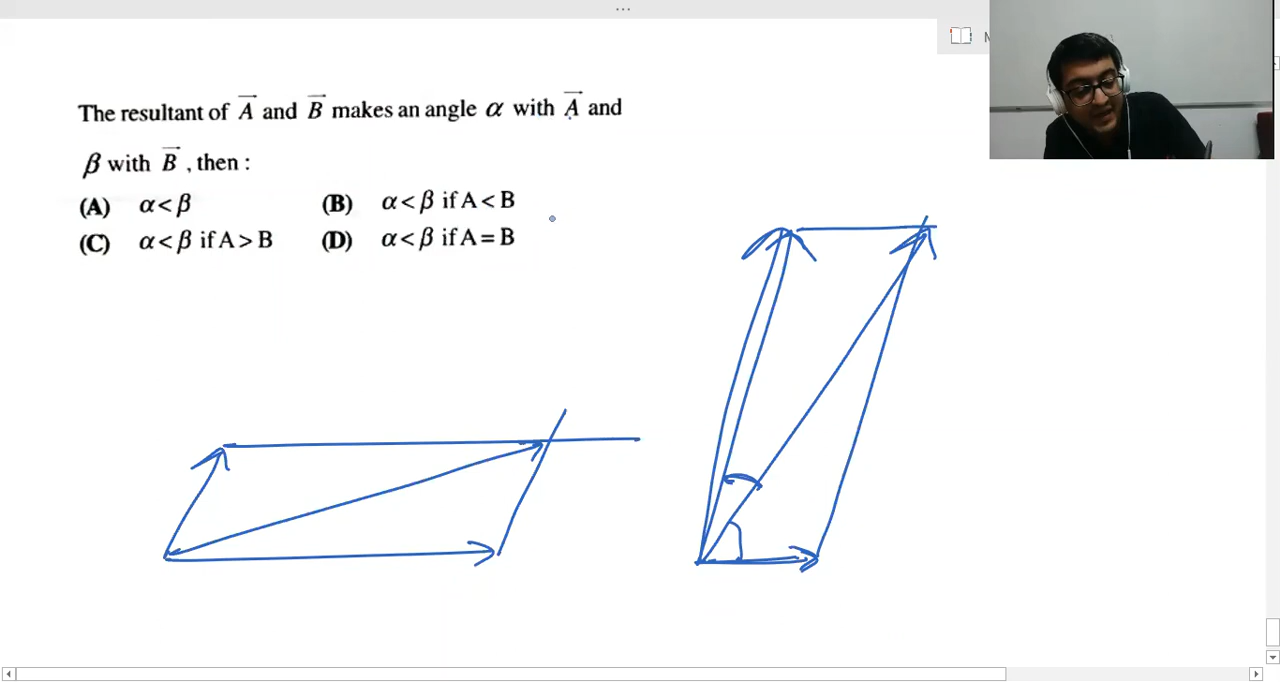 The resultant of A and B makes an angle α with A and
β with B , then :
(A) α < β (B) α < β if A < B
(C) α < β if A > B (D) α < β if A = B